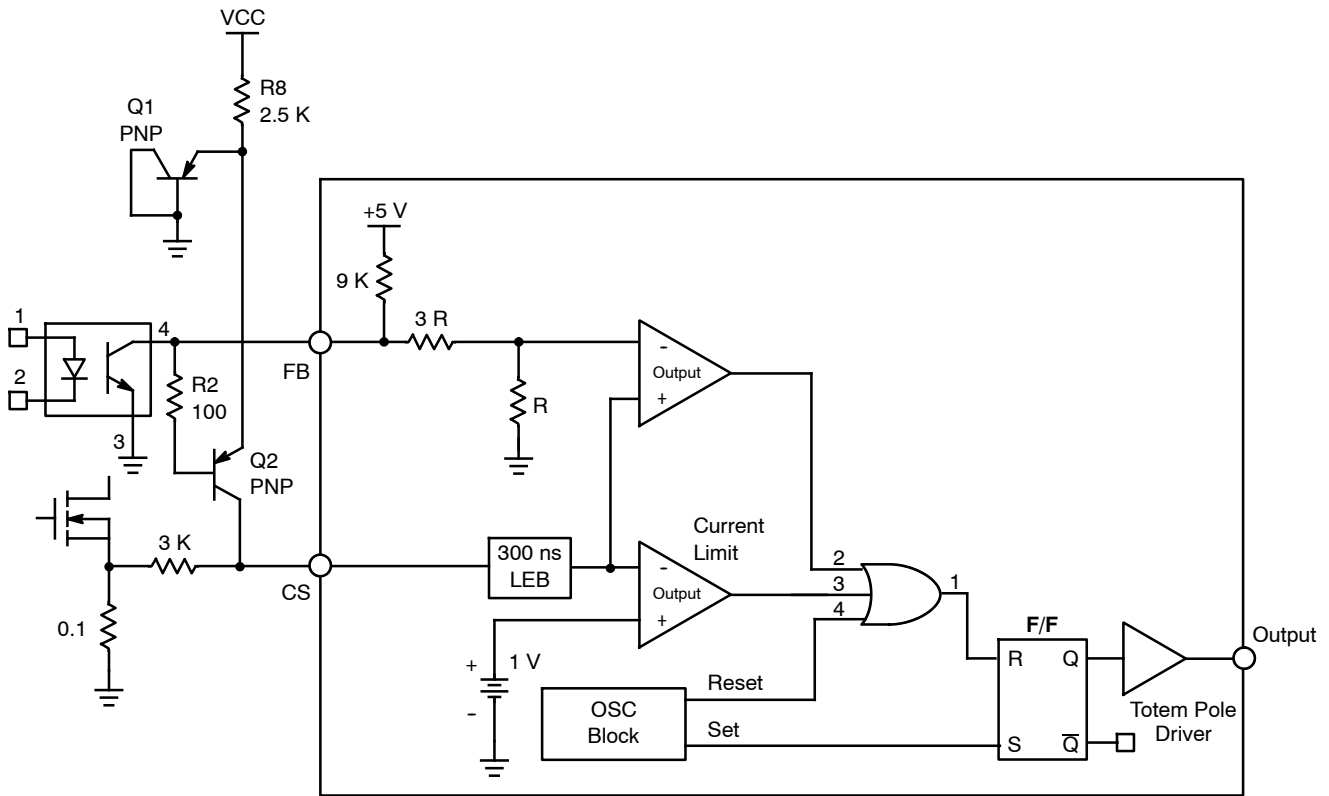 VCC
R8
2.5 K
Q1
PNP
+5 V
9 K
1
4
3 R
2
FB
R2
100
-
Output
+
R
3
Q2
PNP
Current
Limit
3 K
300 ns
LEB
CS
-
Output
+
2
3
4
1
0.1
F/F
R
Q
Output
+
1 V
-
Reset
OSC
Block
Set
S
Q̅
Totem Pole
Driver